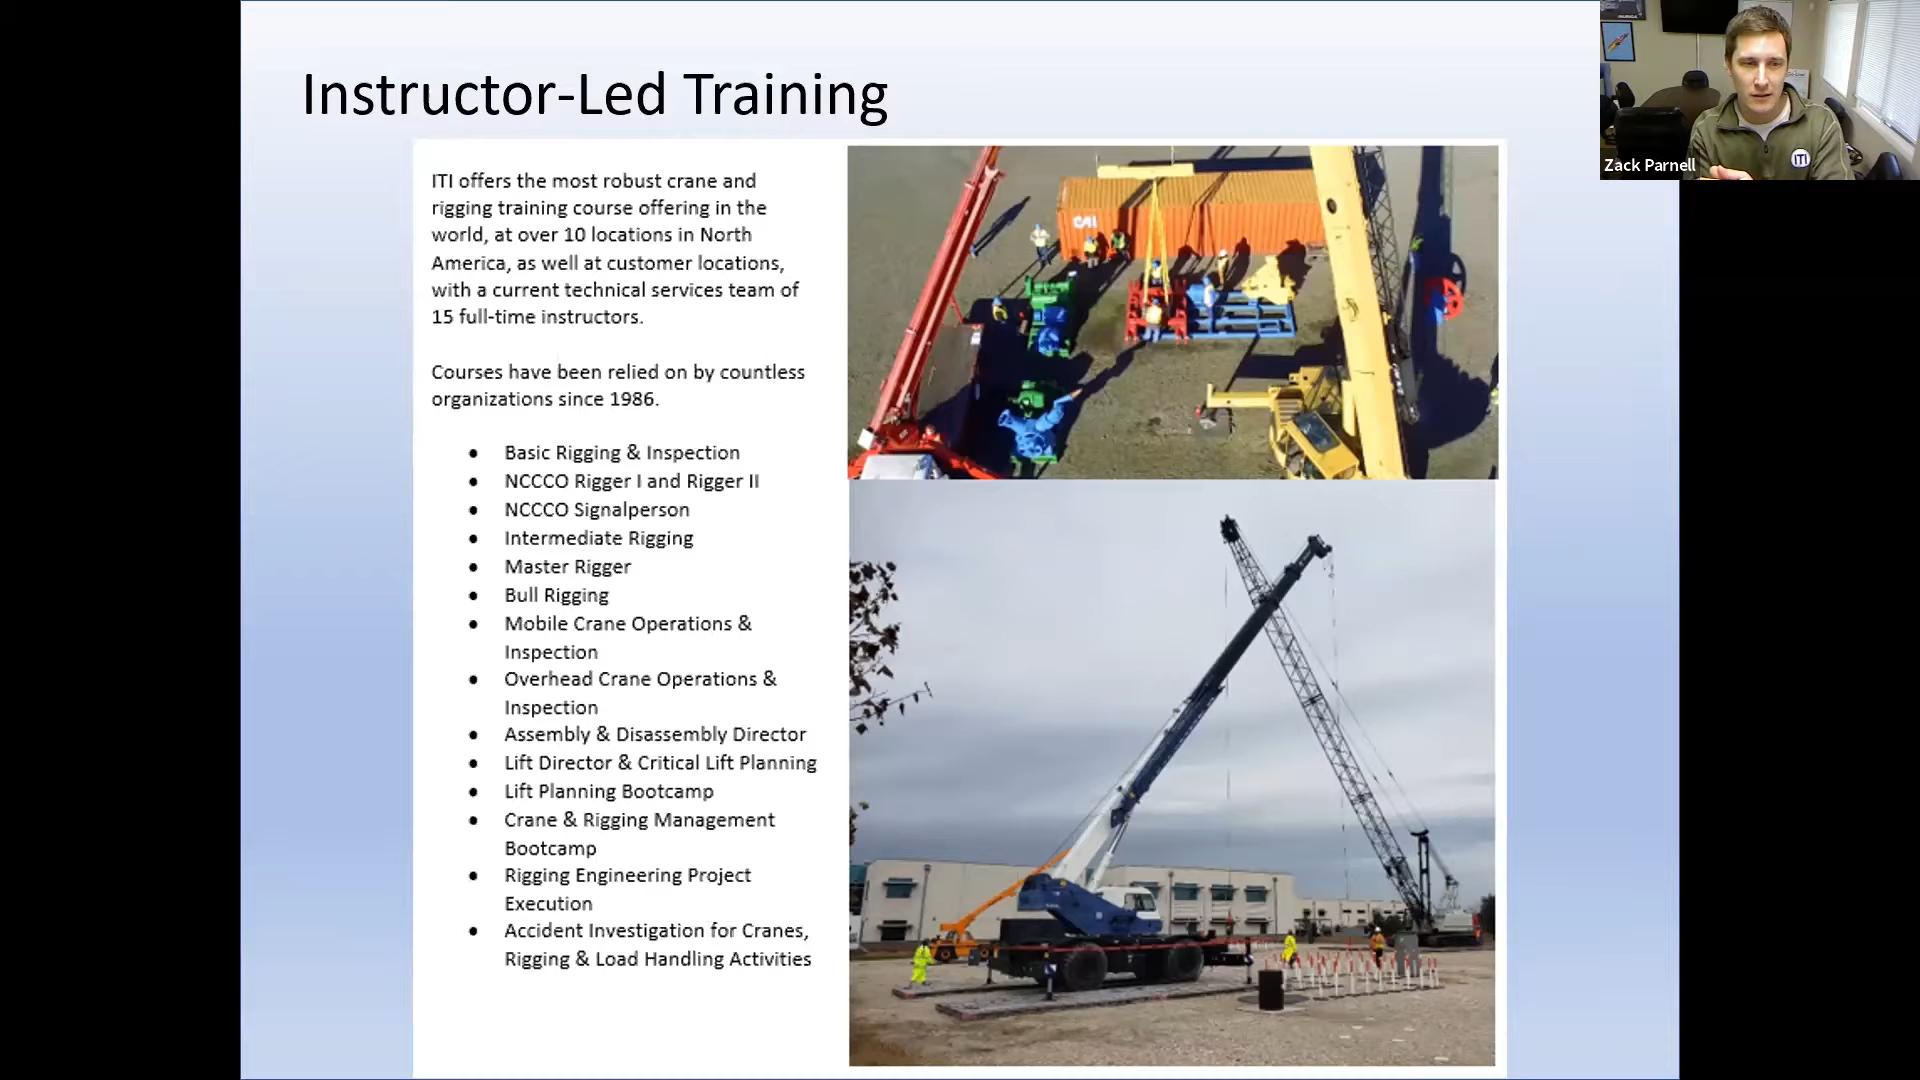 Instructor-Led Training
ITI offers the most robust crane and
rigging training course offering in the
world, at over 10 locations in North
America, as well at customer locations,
with a current technical services team of
15 full-time instructors.
Courses have been relied on by countless
organizations since 1986.
• Basic Rigging & Inspection
• NCCCO Rigger I and Rigger II
• NCCCO Signalperson
• Intermediate Rigging
• Master Rigger
• Bull Rigging
• Mobile Crane Operations &
Inspection
• Overhead Crane Operations &
Inspection
• Assembly & Disassembly Director
• Lift Director & Critical Lift Planning
• Lift Planning Bootcamp
• Crane & Rigging Management
Bootcamp
• Rigging Engineering Project
Execution
• Accident Investigation for Cranes,
Rigging & Load Handling Activities
CAI
Zack Parnell
ITI